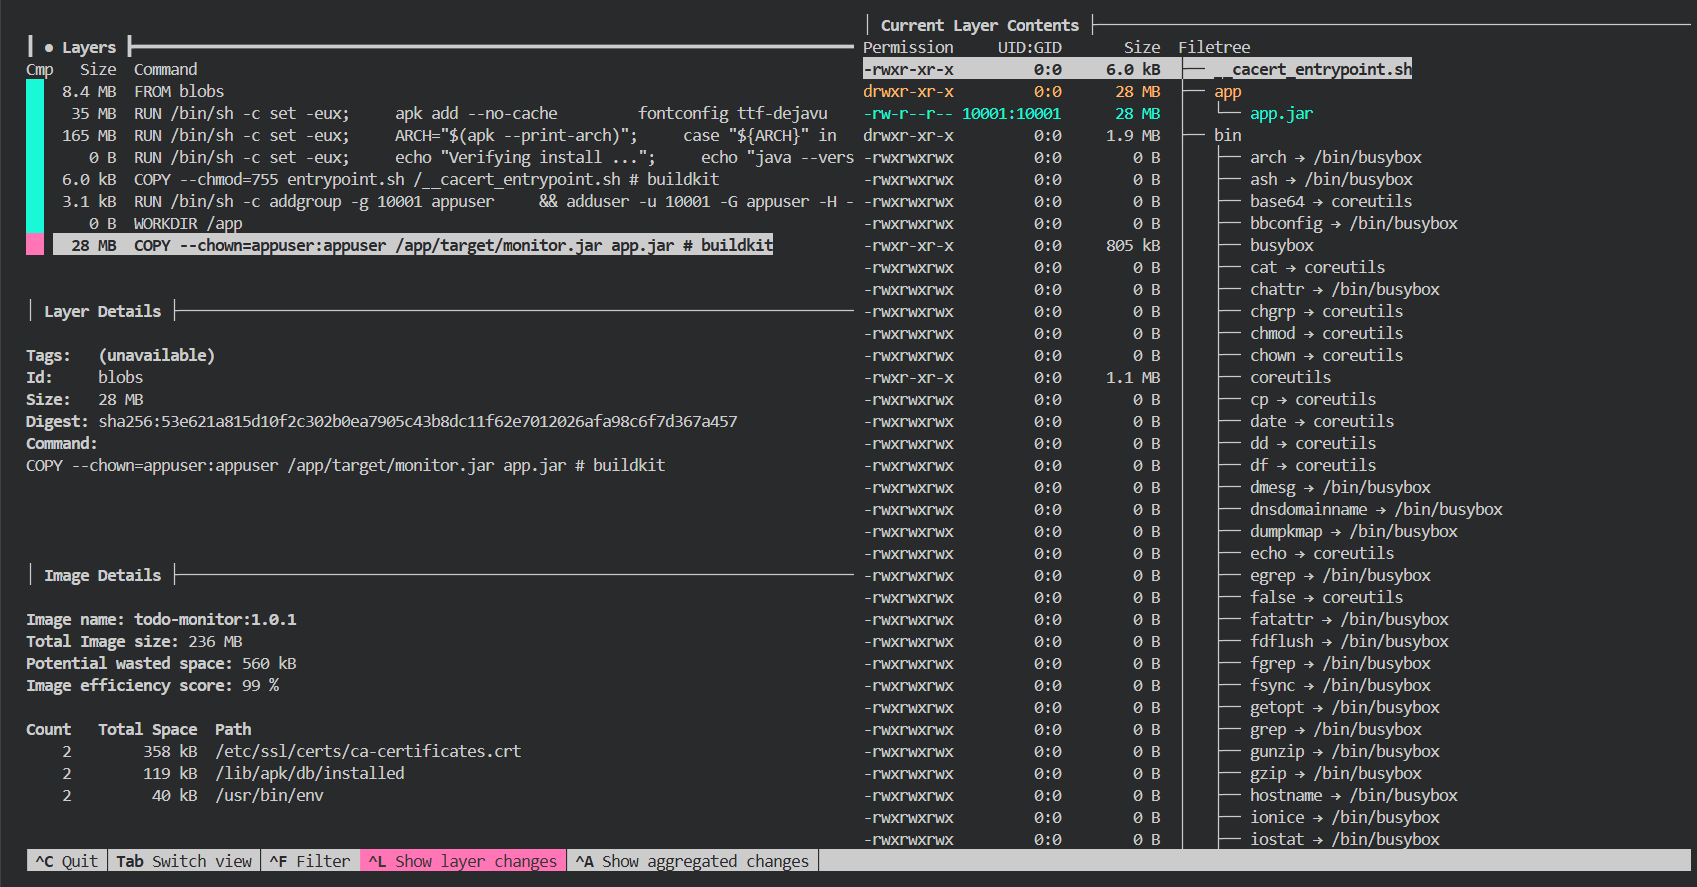 ● Layers
Cmp Size Command
8.4 MB FROM blobs
35 MB RUN /bin/sh -c set -eux; apk add --no-cache fontconfig ttf-dejavu
165 MB RUN /bin/sh -c set -eux; ARCH="$(apk --print-arch)"; case "${ARCH}" in
0 B RUN /bin/sh -c set -eux; echo "Verifying install ..."; echo "java --vers
6.0 kB COPY --chmod=755 entrypoint.sh /__cacert_entrypoint.sh # buildkit
3.1 kB RUN /bin/sh -c addgroup -g 10001 appuser && adduser -u 10001 -G appuser -H -
0 B WORKDIR /app
28 MB COPY --chown=appuser:appuser /app/target/monitor.jar app.jar # buildkit
Layer Details
Tags: (unavailable)
Id: blobs
Size: 28 MB
Digest: sha256:53e621a815d10f2c302b0ea7905c43b8dc11f62e7012026afa98c6f7d367a457
Command:
COPY --chown=appuser:appuser /app/target/monitor.jar app.jar # buildkit
Image Details
Image name: todo-monitor:1.0.1
Total Image size: 236 MB
Potential wasted space: 560 kB
Image efficiency score: 99 %
Count Total Space Path
2 358 kB /etc/ssl/certs/ca-certificates.crt
2 119 kB /lib/apk/db/installed
2 40 kB /usr/bin/env
Current Layer Contents
Permission UID:GID Size Filetree
-rwxr-xr-x 0:0 6.0 kB ├── __cacert_entrypoint.sh
drwxr-xr-x 0:0 28 MB ├── app
-rw-r--r-- 10001:10001 28 MB │ └── app.jar
drwxr-xr-x 0:0 1.9 MB ├── bin
-rwxrwxrwx 0:0 0 B │ ├── arch → /bin/busybox
-rwxrwxrwx 0:0 0 B │ ├── ash → /bin/busybox
-rwxrwxrwx 0:0 0 B │ ├── base64 → coreutils
-rwxrwxrwx 0:0 0 B │ ├── bbconfig → /bin/busybox
-rwxr-xr-x 0:0 805 kB │ ├── busybox
-rwxrwxrwx 0:0 0 B │ ├── cat → coreutils
-rwxrwxrwx 0:0 0 B │ ├── chattr → /bin/busybox
-rwxrwxrwx 0:0 0 B │ ├── chgrp → coreutils
-rwxrwxrwx 0:0 0 B │ ├── chmod → coreutils
-rwxrwxrwx 0:0 0 B │ ├── chown → coreutils
-rwxr-xr-x 0:0 1.1 MB │ ├── coreutils
-rwxrwxrwx 0:0 0 B │ ├── cp → coreutils
-rwxrwxrwx 0:0 0 B │ ├── date → coreutils
-rwxrwxrwx 0:0 0 B │ ├── dd → coreutils
-rwxrwxrwx 0:0 0 B │ ├── df → coreutils
-rwxrwxrwx 0:0 0 B │ ├── dmesg → /bin/busybox
-rwxrwxrwx 0:0 0 B │ ├── dnsdomainname → /bin/busybox
-rwxrwxrwx 0:0 0 B │ ├── dumpkmap → /bin/busybox
-rwxrwxrwx 0:0 0 B │ ├── echo → coreutils
-rwxrwxrwx 0:0 0 B │ ├── egrep → /bin/busybox
-rwxrwxrwx 0:0 0 B │ ├── false → coreutils
-rwxrwxrwx 0:0 0 B │ ├── fatattr → /bin/busybox
-rwxrwxrwx 0:0 0 B │ ├── fdflush → /bin/busybox
-rwxrwxrwx 0:0 0 B │ ├── fgrep → /bin/busybox
-rwxrwxrwx 0:0 0 B │ ├── fsync → /bin/busybox
-rwxrwxrwx 0:0 0 B │ ├── getopt → /bin/busybox
-rwxrwxrwx 0:0 0 B │ ├── grep → /bin/busybox
-rwxrwxrwx 0:0 0 B │ ├── gunzip → /bin/busybox
-rwxrwxrwx 0:0 0 B │ ├── gzip → /bin/busybox
-rwxrwxrwx 0:0 0 B │ ├── hostname → /bin/busybox
-rwxrwxrwx 0:0 0 B │ ├── ionice → /bin/busybox
-rwxrwxrwx 0:0 0 B │ ├── iostat → /bin/busybox
^C Quit Tab Switch view ^F Filter ^L Show layer changes ^A Show aggregated changes